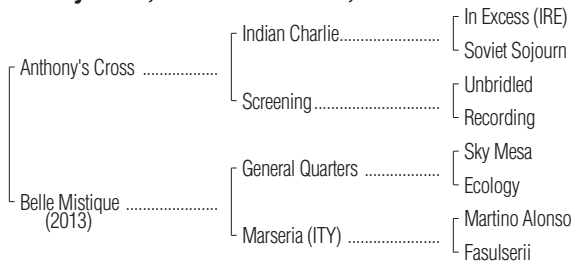 In Excess (IRE)
Indian Charlie....................
Soviet Sojourn
Anthony's Cross ..................
Unbridled
Screening..............................
Recording
Sky Mesa
General Quarters ..................
Ecology
Belle Mistique ......................
(2013)
Martino Alonso
Marseria (ITY) ......................
Fasulserii